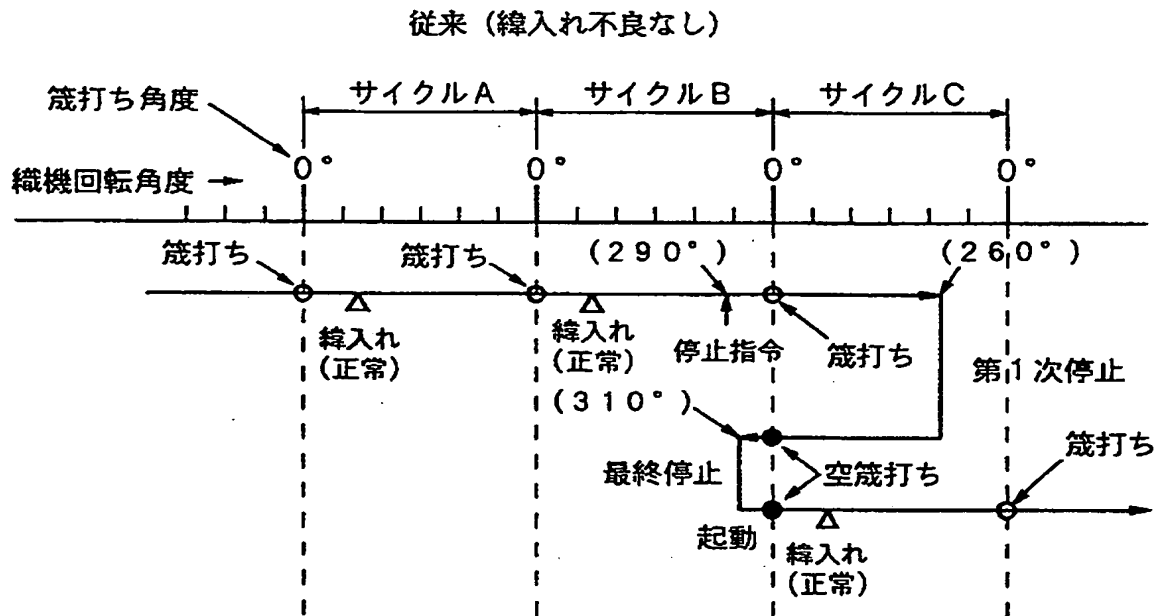 従来（緯入れ不良なし）
サイクルA
サイクルB
サイクルC
筬打ち角度
0°
0°
0°
0°
織機回転角度→
筬打ち
筬打ち
(290°)
(260°)
緯入れ
(正常)
緯入れ
(正常)
停止指令
筬打ち
第1次停止
(310°)
筬打ち
最終停止
空筬打ち
起動
緯入れ
(正常)